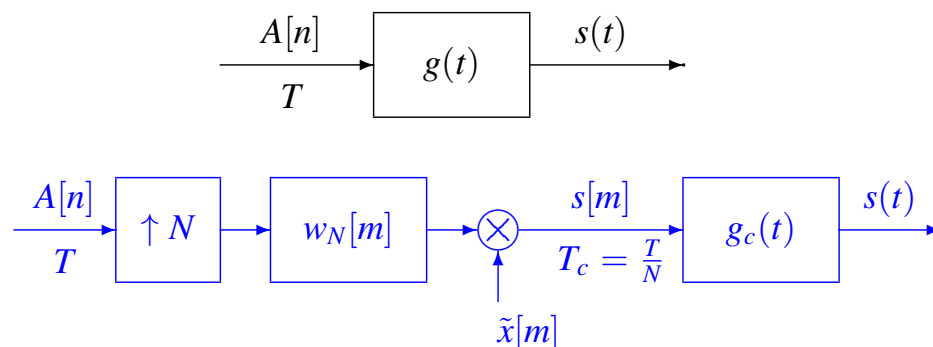 A[n] g(t) s(t)
T
A[n] ↑ N w_N[m] s[m] g_c(t) s(t)
T T_c = T/N
x̃[m]